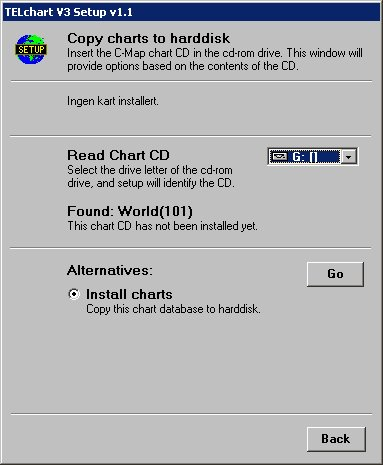 TELchart V3 Setup v1.1
Copy charts to harddisk
Insert the C-Map chart CD in the cd-rom drive. This window will
provide options based on the contents of the CD.
SETUP
Ingen kart installert.
Read Chart CD
G: []
Select the drive letter of the cd-rom
drive, and setup will identify the CD.
Found: World(101)
This chart CD has not been installed yet.
Alternatives:
Go
Install charts
Copy this chart database to harddisk.
Back